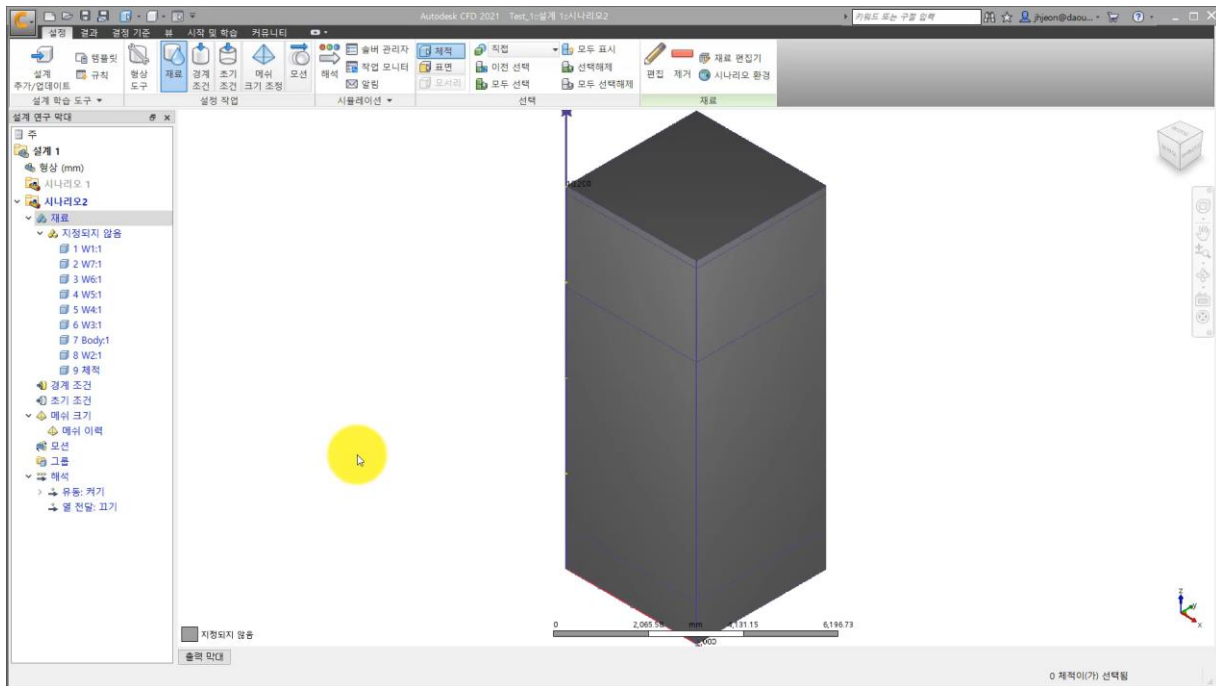 Autodesk CFD 2021 Test_1::설계 1::시나리오2
키워드 또는 구절 입력
jhjeon@daou...
설정 결과 결정 기준 뷰 시작 및 학습 커뮤니티
설계
추가/업데이트
템플릿
규칙
형상
도구
재료
경계
조건
초기
조건
메쉬
크기 조정
모션
해석
솔버 관리자
작업 모니터
알림
체적
표면
모서리
직접
이전 선택
모두 선택
모두 표시
선택해제
모두 선택해제
편집
제거
재료 편집기
시나리오 환경
설계 학습 도구
설정 작업
시뮬레이션
선택
재료
설계 연구 막대
주
설계 1
형상 (mm)
시나리오 1
시나리오2
재료
지정되지 않음
1 W1:1
2 W7:1
3 W6:1
4 W5:1
5 W4:1
6 W3:1
7 Body:1
8 W2:1
9 체적
경계 조건
초기 조건
메쉬 크기
메쉬 이력
모션
그룹
해석
유동: 켜기
열 전달: 끄기
지정되지 않음
0 2,065.58 mm 4,131.15 6,196.73
z
y
x
출력 막대
0 체적이(가) 선택됨